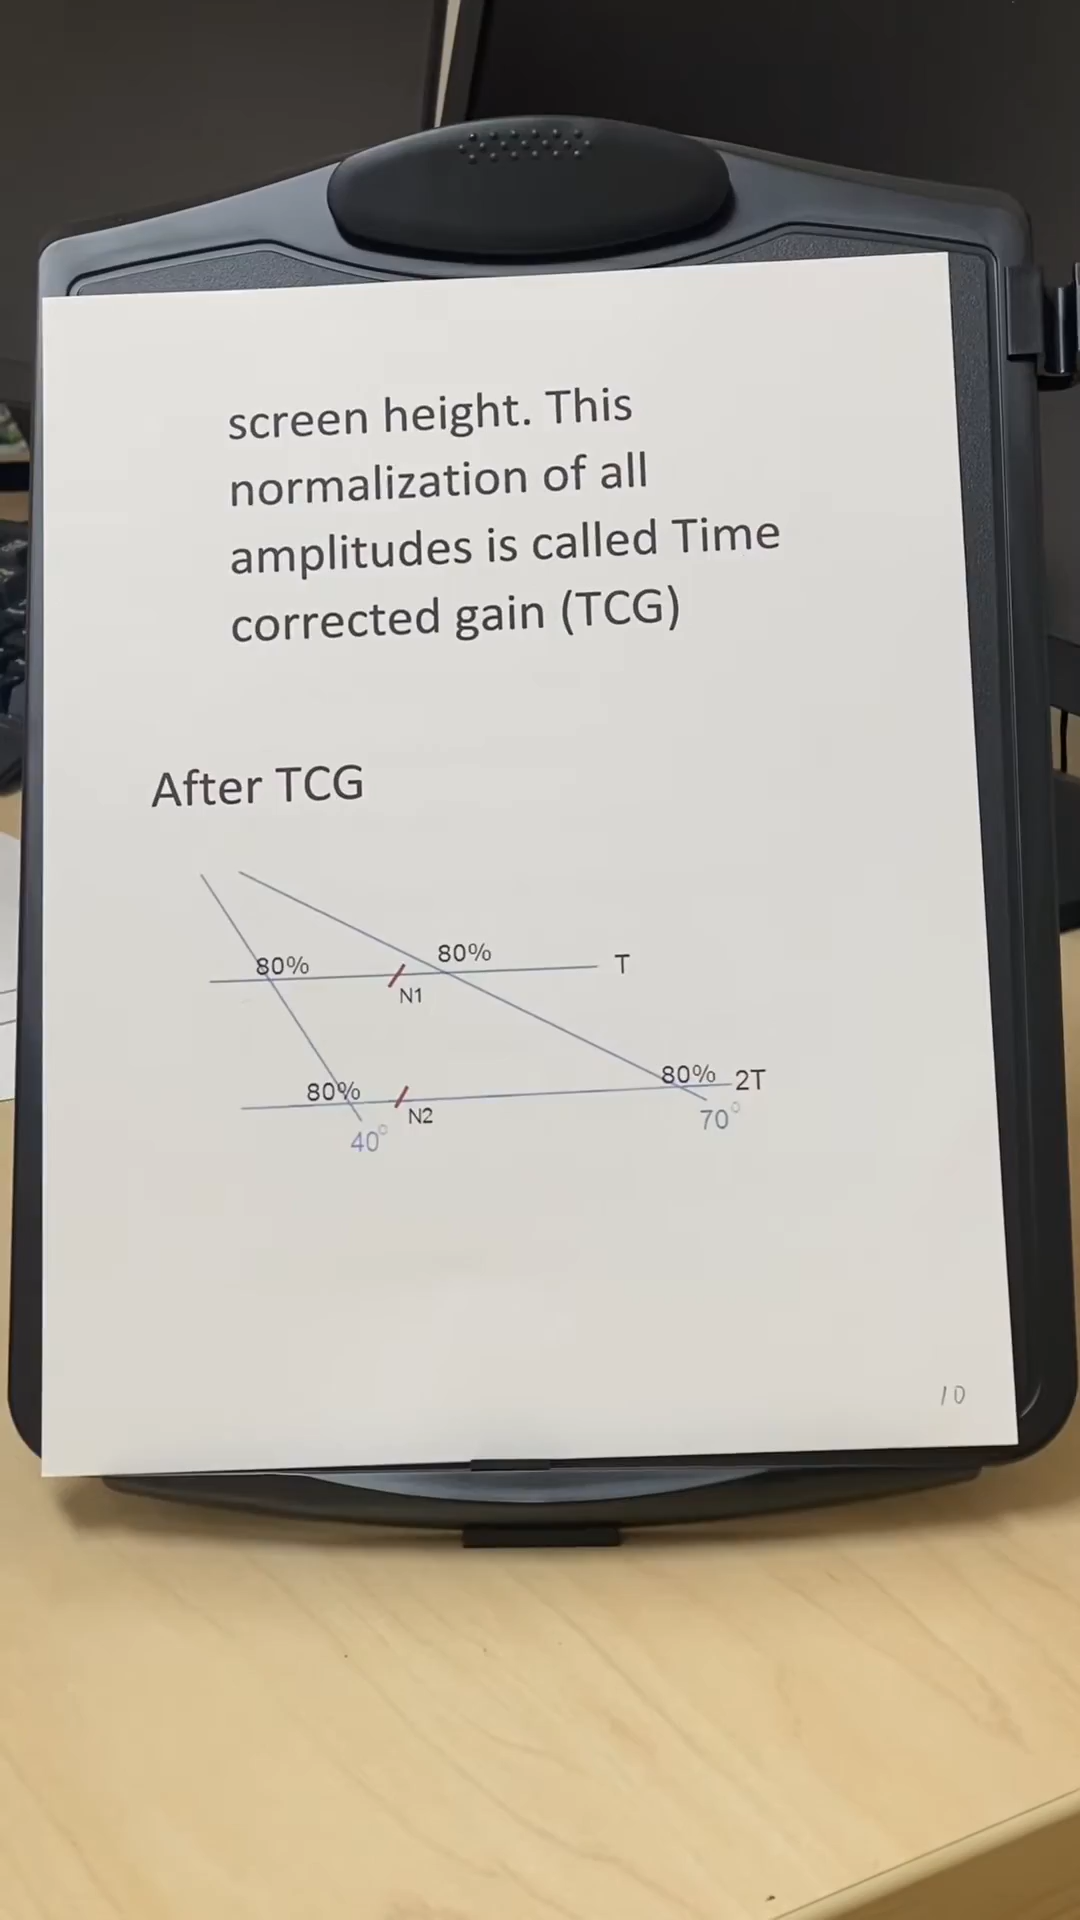 screen height. This
normalization of all
amplitudes is called Time
corrected gain (TCG)
After TCG
80% 80% T
N1
80% 80% 2T
N2 70°
40°
10